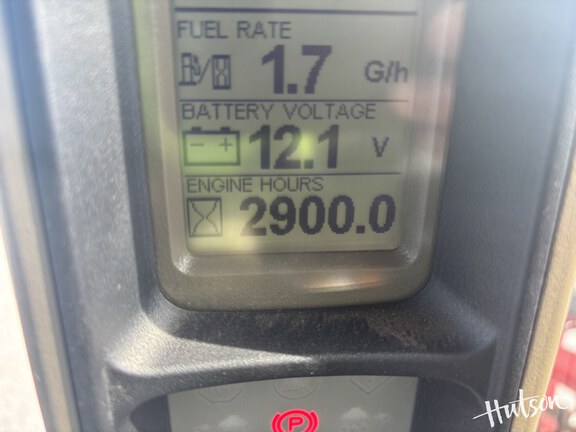 FUEL RATE
1.7 G/h
BATTERY VOLTAGE
- + 12.1 V
ENGINE HOURS
2900.0
P
Hutson